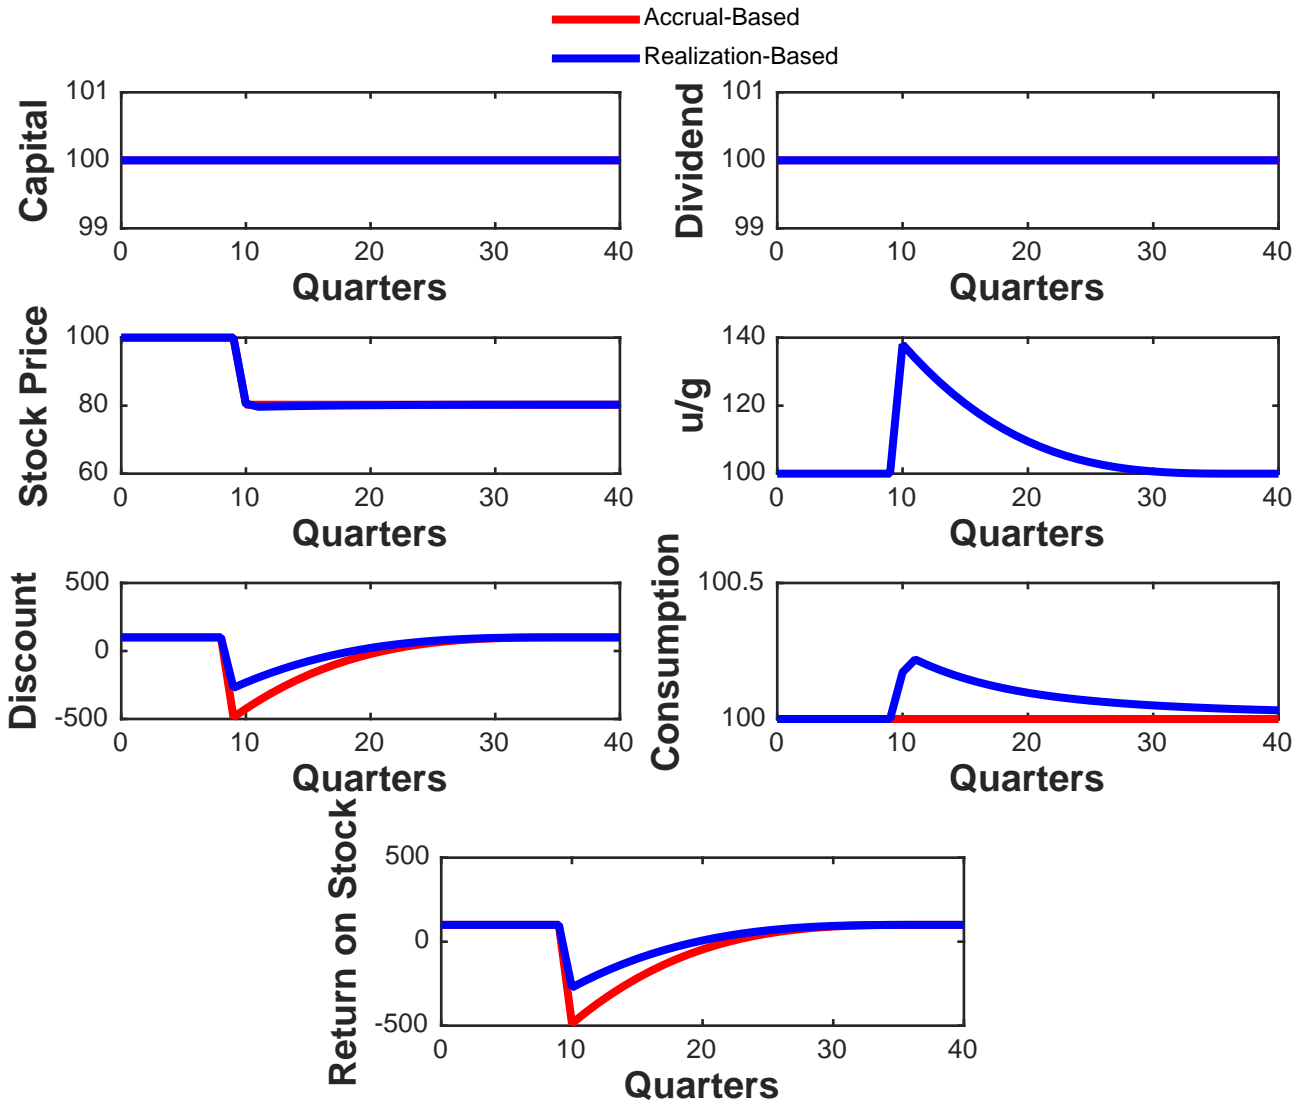 Accrual-Based
Realization-Based
Capital
101
100
99
0 10 20 30 40
Quarters
Dividend
101
100
99
0 10 20 30 40
Quarters
Stock Price
100
80
60
0 10 20 30 40
Quarters
u/g
140
120
100
0 10 20 30 40
Quarters
Discount
500
0
-500
0 10 20 30 40
Quarters
Consumption
100.5
100
0 10 20 30 40
Quarters
Return on Stock
500
0
-500
0 10 20 30 40
Quarters